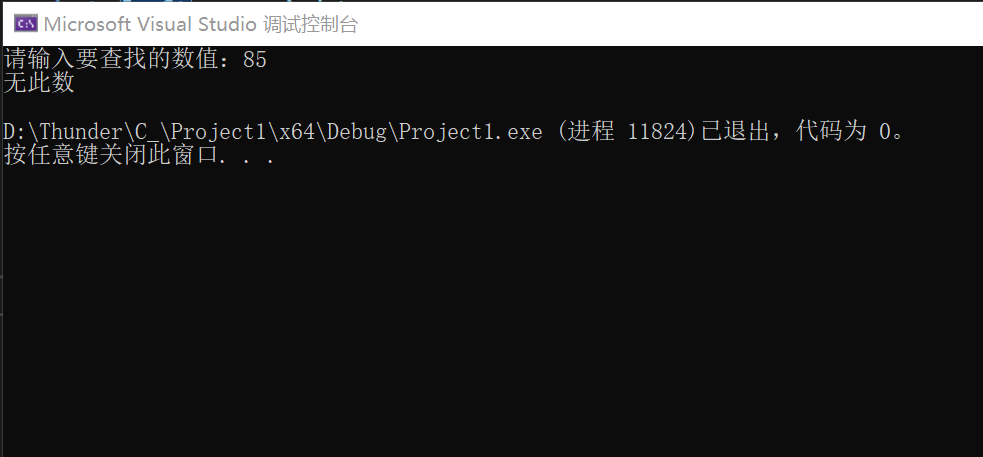 Microsoft Visual Studio 调试控制台
请输入要查找的数值：85
无此数
D:\Thunder\C_\Project1\x64\Debug\Project1.exe (进程 11824)已退出，代码为 0。
按任意键关闭此窗口. . .